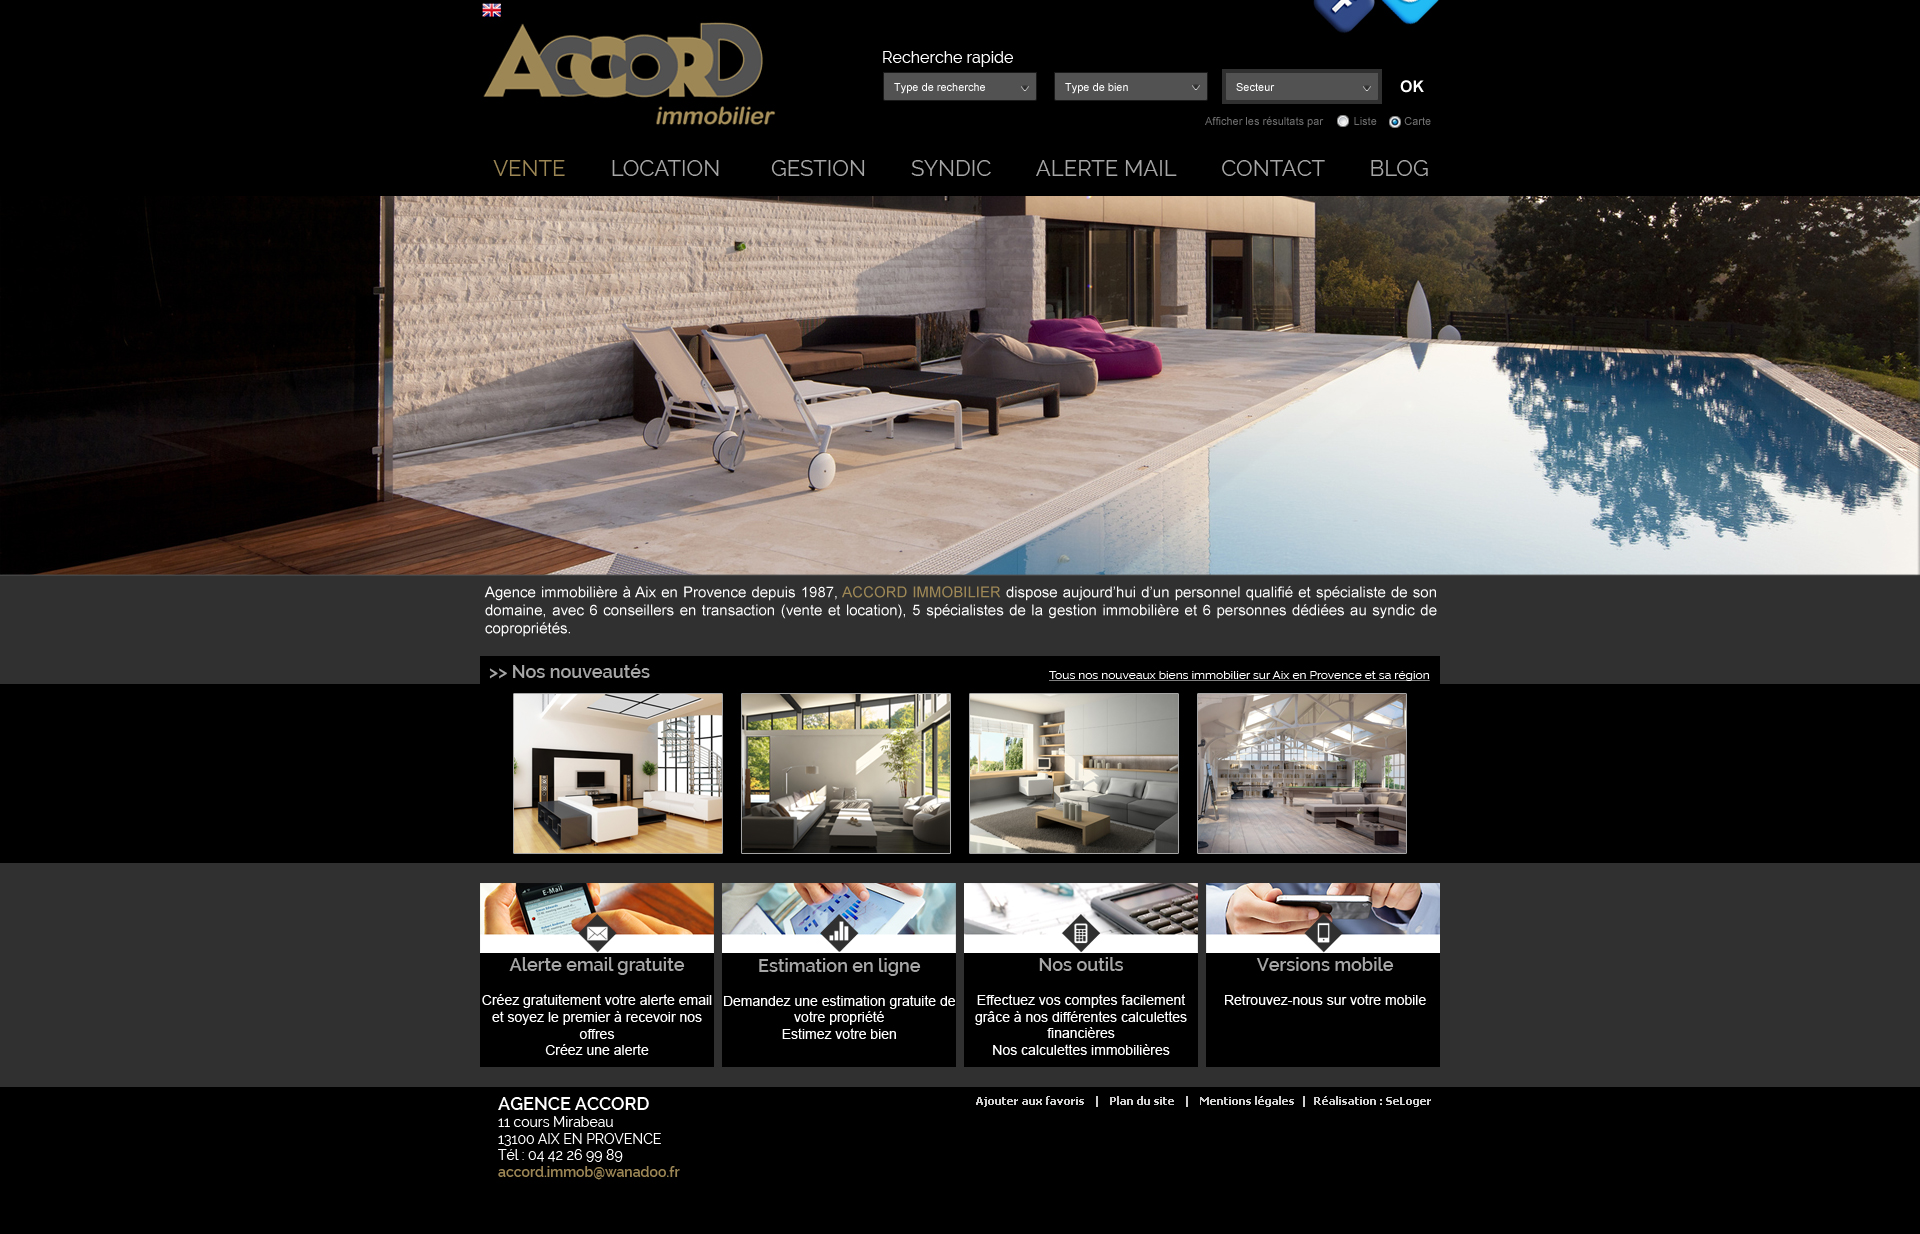 ACCORD
immobilier
Recherche rapide
Type de recherche
Type de bien
Secteur
OK
Afficher les résultats par
Liste
Carte
VENTE
LOCATION
GESTION
SYNDIC
ALERTE MAIL
CONTACT
BLOG
Agence immobilière à Aix en Provence depuis 1987, ACCORD IMMOBILIER dispose aujourd'hui d'un personnel qualifié et spécialiste de son
domaine, avec 6 conseillers en transaction (vente et location), 5 spécialistes de la gestion immobilière et 6 personnes dédiées au syndic de
copropriétés.
>> Nos nouveautés
Tous nos nouveaux biens immobilier sur Aix en Provence et sa région
E-Mail
Alerte email gratuite
Créez gratuitement votre alerte email
et soyez le premier à recevoir nos
offres
Créez une alerte
Estimation en ligne
Demandez une estimation gratuite de
votre propriété
Estimez votre bien
Nos outils
Effectuez vos comptes facilement
grâce à nos différentes calculettes
financières
Nos calculettes immobilières
Versions mobile
Retrouvez-nous sur votre mobile
AGENCE ACCORD
11 cours Mirabeau
13100 AIX EN PROVENCE
Tél : 04 42 26 99 89
accord.immob@wanadoo.fr
Ajouter aux favoris | Plan du site | Mentions légales | Réalisation : SeLoger